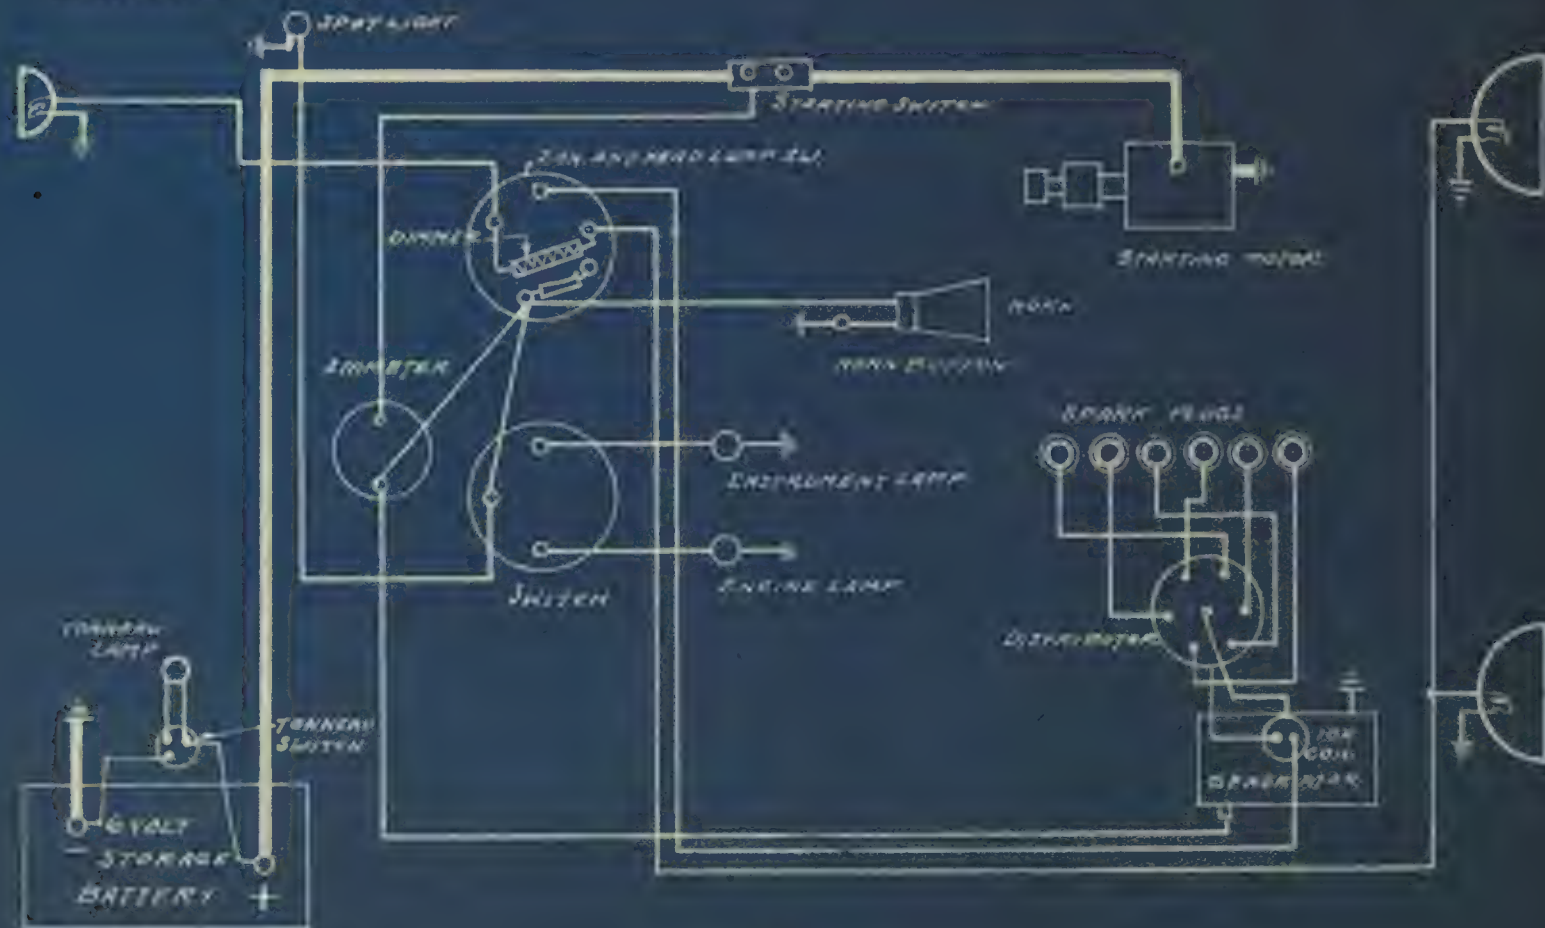 SPOT LIGHT
STARTING SWITCH
IGN. AND HEAD LAMP SW.
DIMMER
STARTING MOTOR
HORN
HORN BUTTON
AMMETER
SPARK PLUGS
INSTRUMENT LAMP
ENGINE LAMP
SWITCH
DISTRIBUTOR
TONNEAU
LAMP
TONNEAU
SWITCH
IGN
COIL
GENERATOR
6 VOLT
- STORAGE
BATTERY +